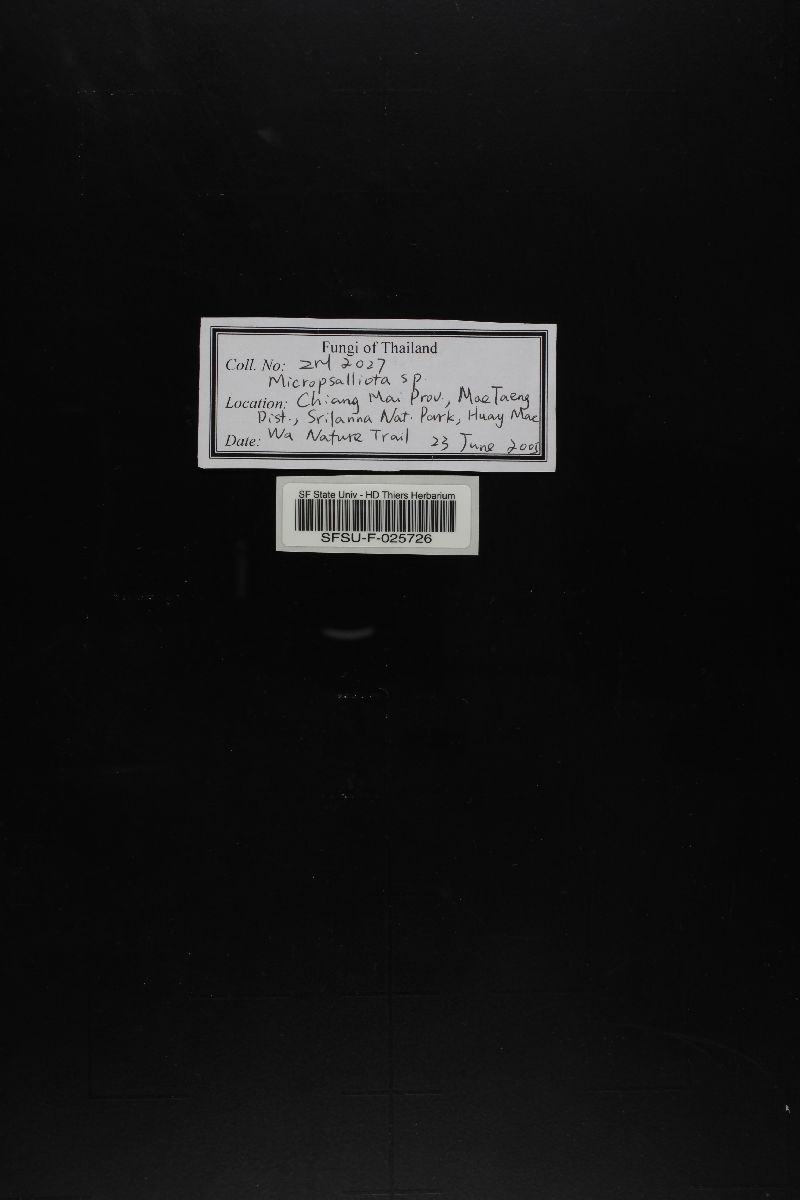 Fungi of Thailand
Coll. No: ZRL 2027
Micropsalliota sp.
Location: Chiang Mai Prov., Mae Taeng
Dist., Srilanna Nat. Park, Huay Mae
Wa Nature Trail
Date: 23 June 2005
SF State Univ - HD Thiers Herbarium
SFSU-F-025726